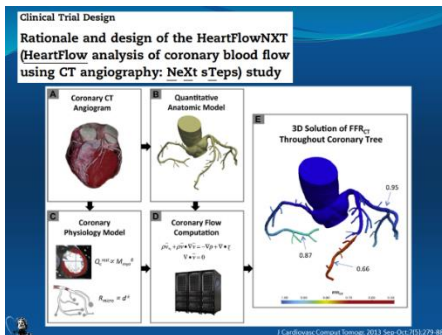 Clinical Trial Design
Rationale and design of the HeartFlowNXT
(HeartFlow analysis of coronary blood flow
using CT angiography: NeXt sTeps) study
A
Coronary CT
Angiogram
B
Quantitative
Anatomic Model
E
3D Solution of FFRCT
Throughout Coronary Tree
0.95
0.87
0.66
FFRCT
C
Coronary
Physiology Model
D
Coronary Flow
Computation
J Cardiovasc Comput Tomogr. 2013 Sep-Oct;7(5):279-88